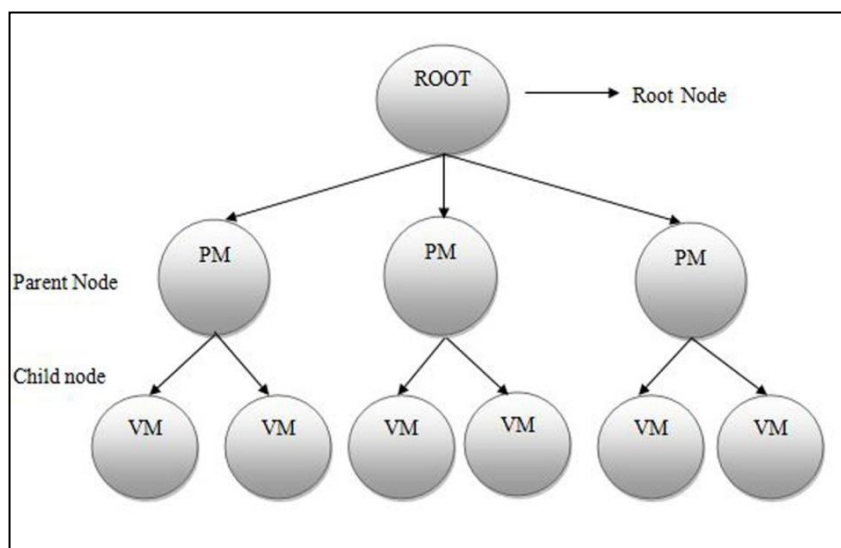 ROOT
Root Node
PM
PM
PM
Parent Node
Child node
VM
VM
VM
VM
VM
VM